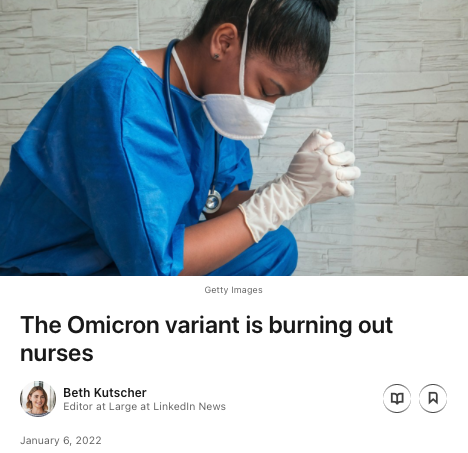 Getty Images
The Omicron variant is burning out
nurses
Beth Kutscher
Editor at Large at LinkedIn News
January 6, 2022